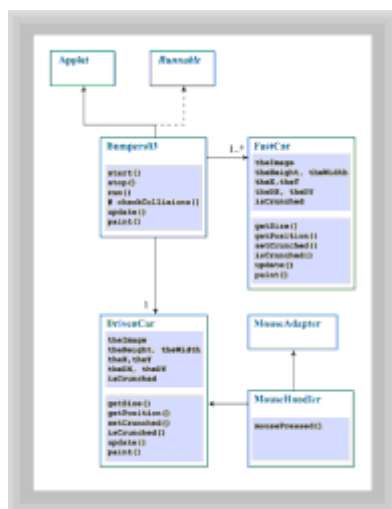 Applet
Runnable
Bumpers03
start()
stop()
run()
# checkCollisions()
update()
paint()
1..*
FastCar
theImage
theHeight, theWidth
theX,theY
theDX, theDY
isCrunched
getSize()
getPosition()
setCrunched()
isCrunched()
update()
paint()
1
DrivenCar
theImage
theHeight, theWidth
theX,theY
theDX, theDY
isCrunched
getSize()
getPosition()
setCrunched()
isCrunched()
update()
paint()
MouseAdapter
MouseHandler
mousePressed()